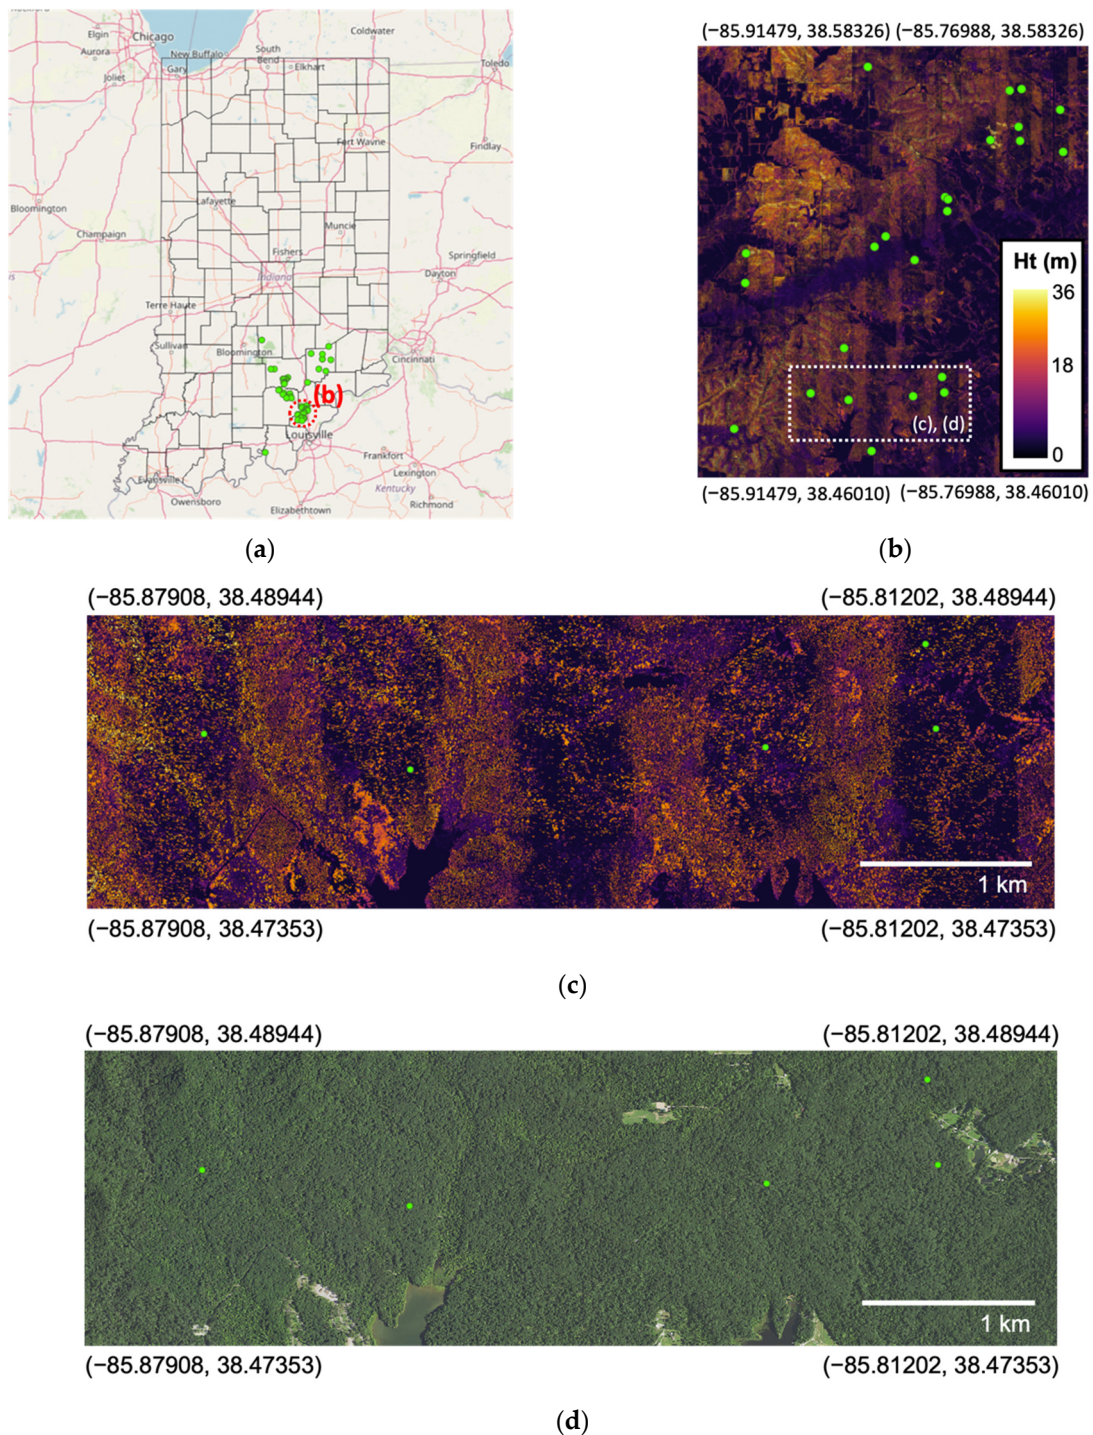 Coldwater
Elgin
Chicago
Aurora
New Buffalo
South Bend
Elkhart
Toledo
Joliet
Gary
Fort Wayne
Findlay
Lafayette
Bloomington
Muncie
Champaign
Fishers
Springfield
Indiana
Dayton
Terre Haute
Sullivan
Bloomington
Cincinnati
(b)
Louisville
Frankfort
Evansville
Lexington
Kentucky
Owensboro
Richmond
Elizabethtown
(a)
(−85.91479, 38.58326) (−85.76988, 38.58326)
Ht (m)
36
18
0
(c), (d)
(−85.91479, 38.46010) (−85.76988, 38.46010)
(b)
(−85.87908, 38.48944) (−85.81202, 38.48944)
1 km
(−85.87908, 38.47353) (−85.81202, 38.47353)
(c)
(−85.87908, 38.48944) (−85.81202, 38.48944)
1 km
(−85.87908, 38.47353) (−85.81202, 38.47353)
(d)